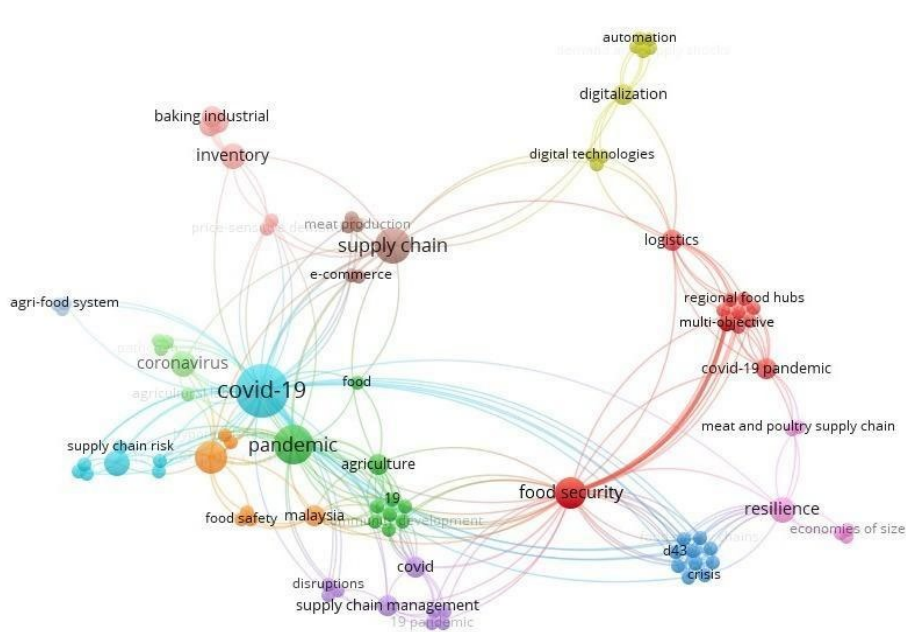 automation
digitalization
baking industrial
inventory
digital technologies
meat production
supply chain
logistics
e-commerce
agri-food system
regional food hubs
multi-objective
coronavirus
covid-19 pandemic
covid-19
food
meat and poultry supply chain
supply chain risk
pandemic
agriculture
food security
19
resilience
food safety
malaysia
economies of size
d43
covid
crisis
disruptions
supply chain management
19 pandemic